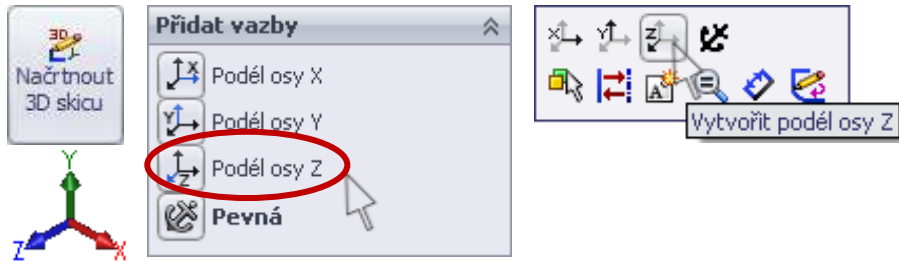 3D
Načrtnout
3D skicu
Y
Z
X
Přidat vazby
X
Podél osy X
Y
Podél osy Y
Z
Podél osy Z
Pevná
X
Y
Z
A
Vytvořit podél osy Z